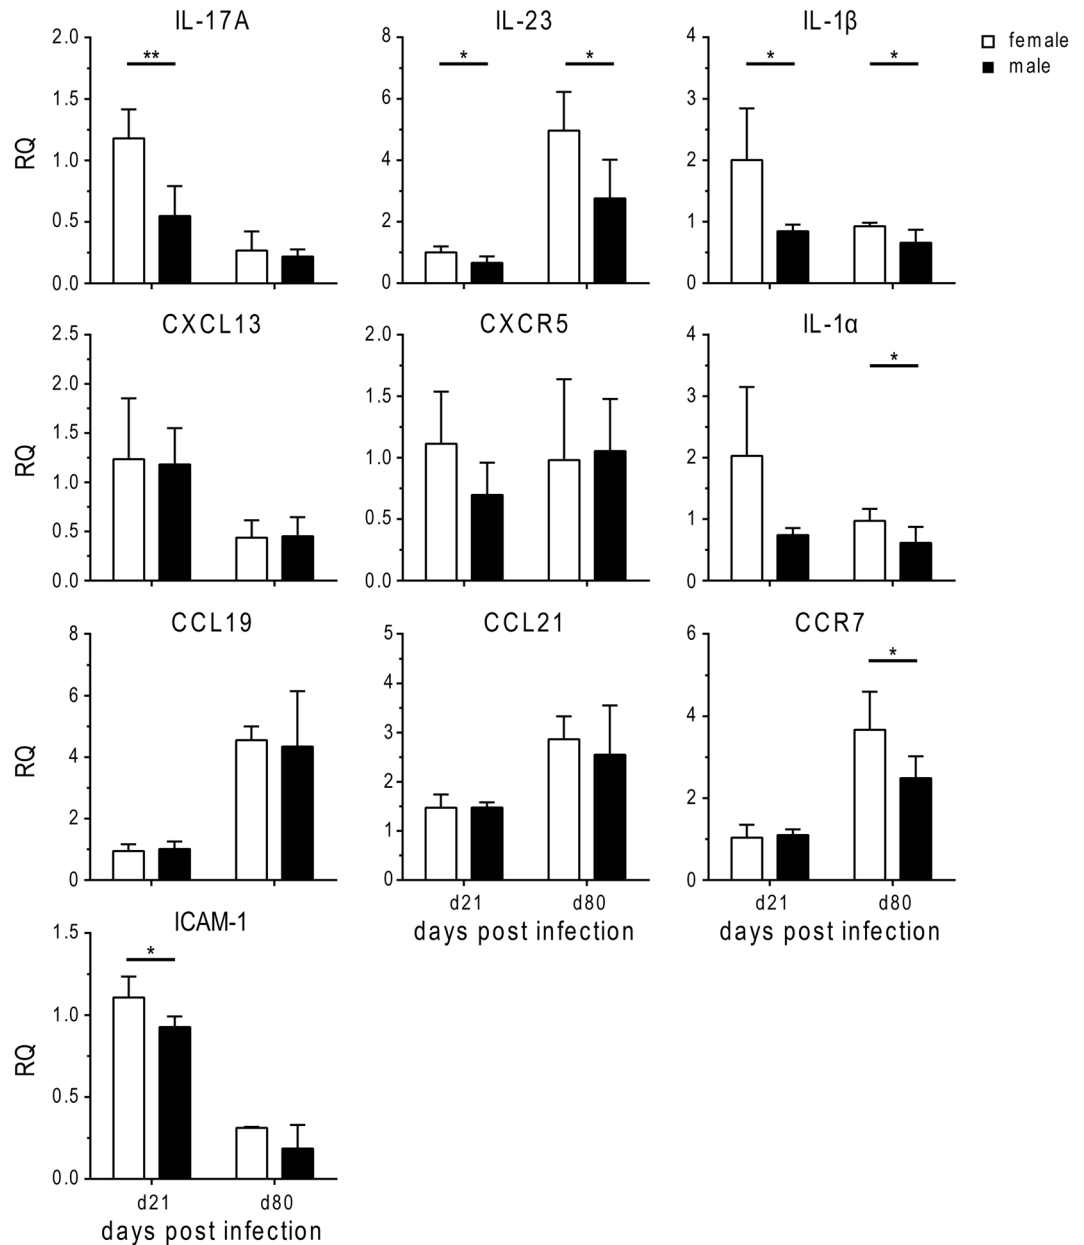 IL-17A
IL-23
IL-1β
female
male
RQ
2.0
1.5
1.0
0.5
0.0
**
8
6
4
2
0
*
*
4
3
2
1
0
*
*
CXCL13
CXCR5
IL-1α
RQ
2.5
2.0
1.5
1.0
0.5
0.0
2.0
1.5
1.0
0.5
0.0
4
3
2
1
0
*
CCL19
CCL21
CCR7
RQ
8
6
4
2
0
5
4
3
2
1
0
d21 d80
days post infection
6
4
2
0
*
d21 d80
days post infection
ICAM-1
RQ
1.5
1.0
0.5
0.0
*
d21 d80
days post infection